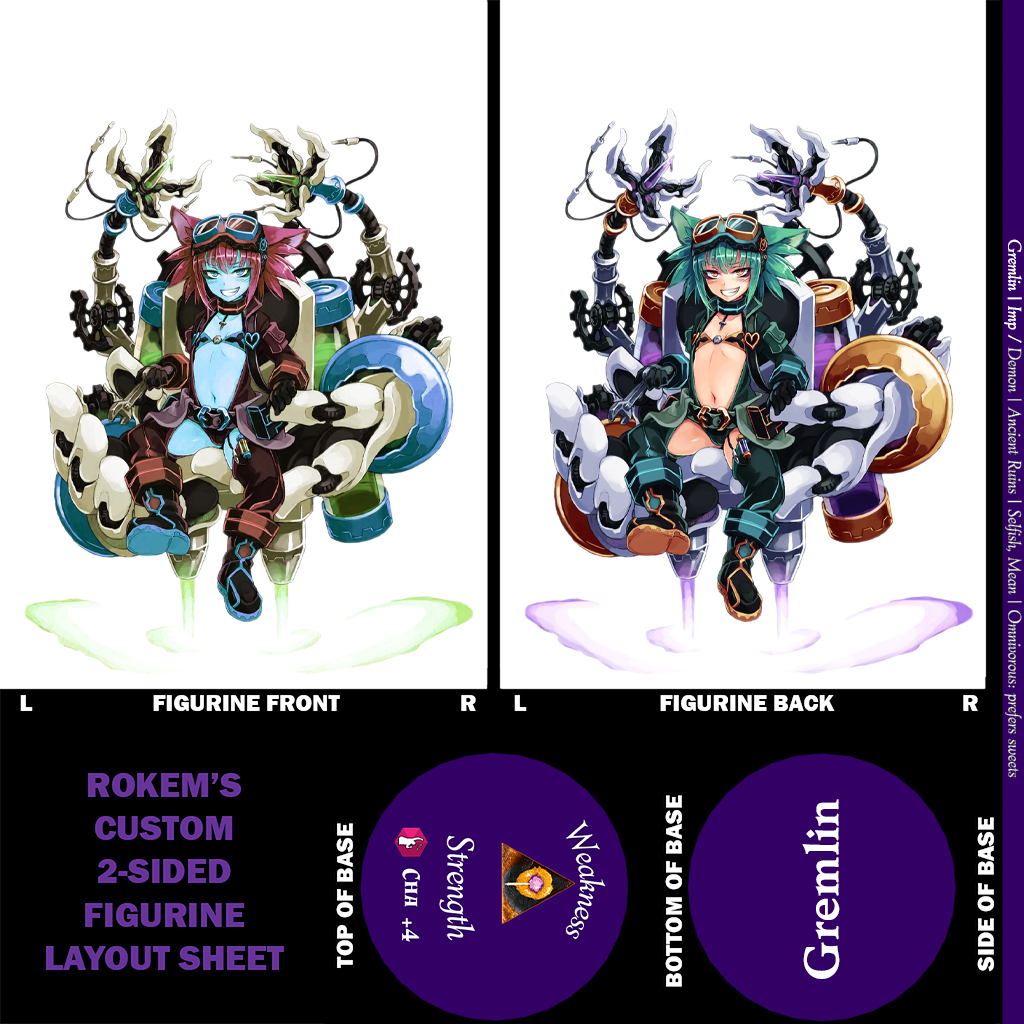 L FIGURINE FRONT R
L FIGURINE BACK R
Gremlin | Imp / Demon | Ancient Ruins | Selfish, Mean | Omnivorous: prefers sweets
ROKEM'S
CUSTOM
2-SIDED
FIGURINE
LAYOUT SHEET
TOP OF BASE
Weakness
Strength
CHA +4
BOTTOM OF BASE
Gremlin
SIDE OF BASE